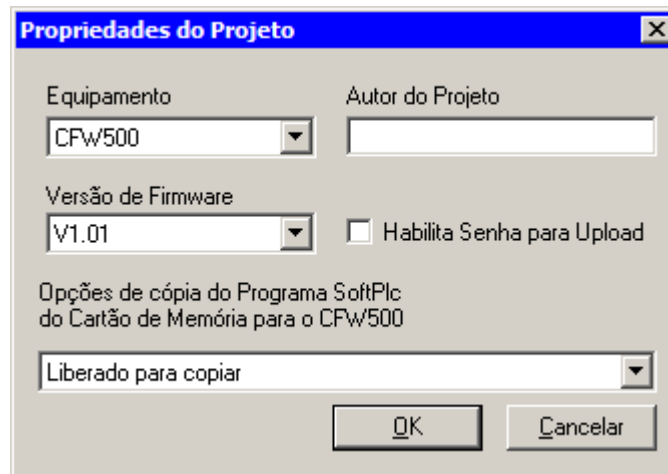 Propriedades do Projeto
Equipamento
Autor do Projeto
CFW500
Versão de Firmware
V1.01
Habilita Senha para Upload
Opções de cópia do Programa SoftPlc
do Cartão de Memória para o CFW500
Liberado para copiar
OK
Cancelar